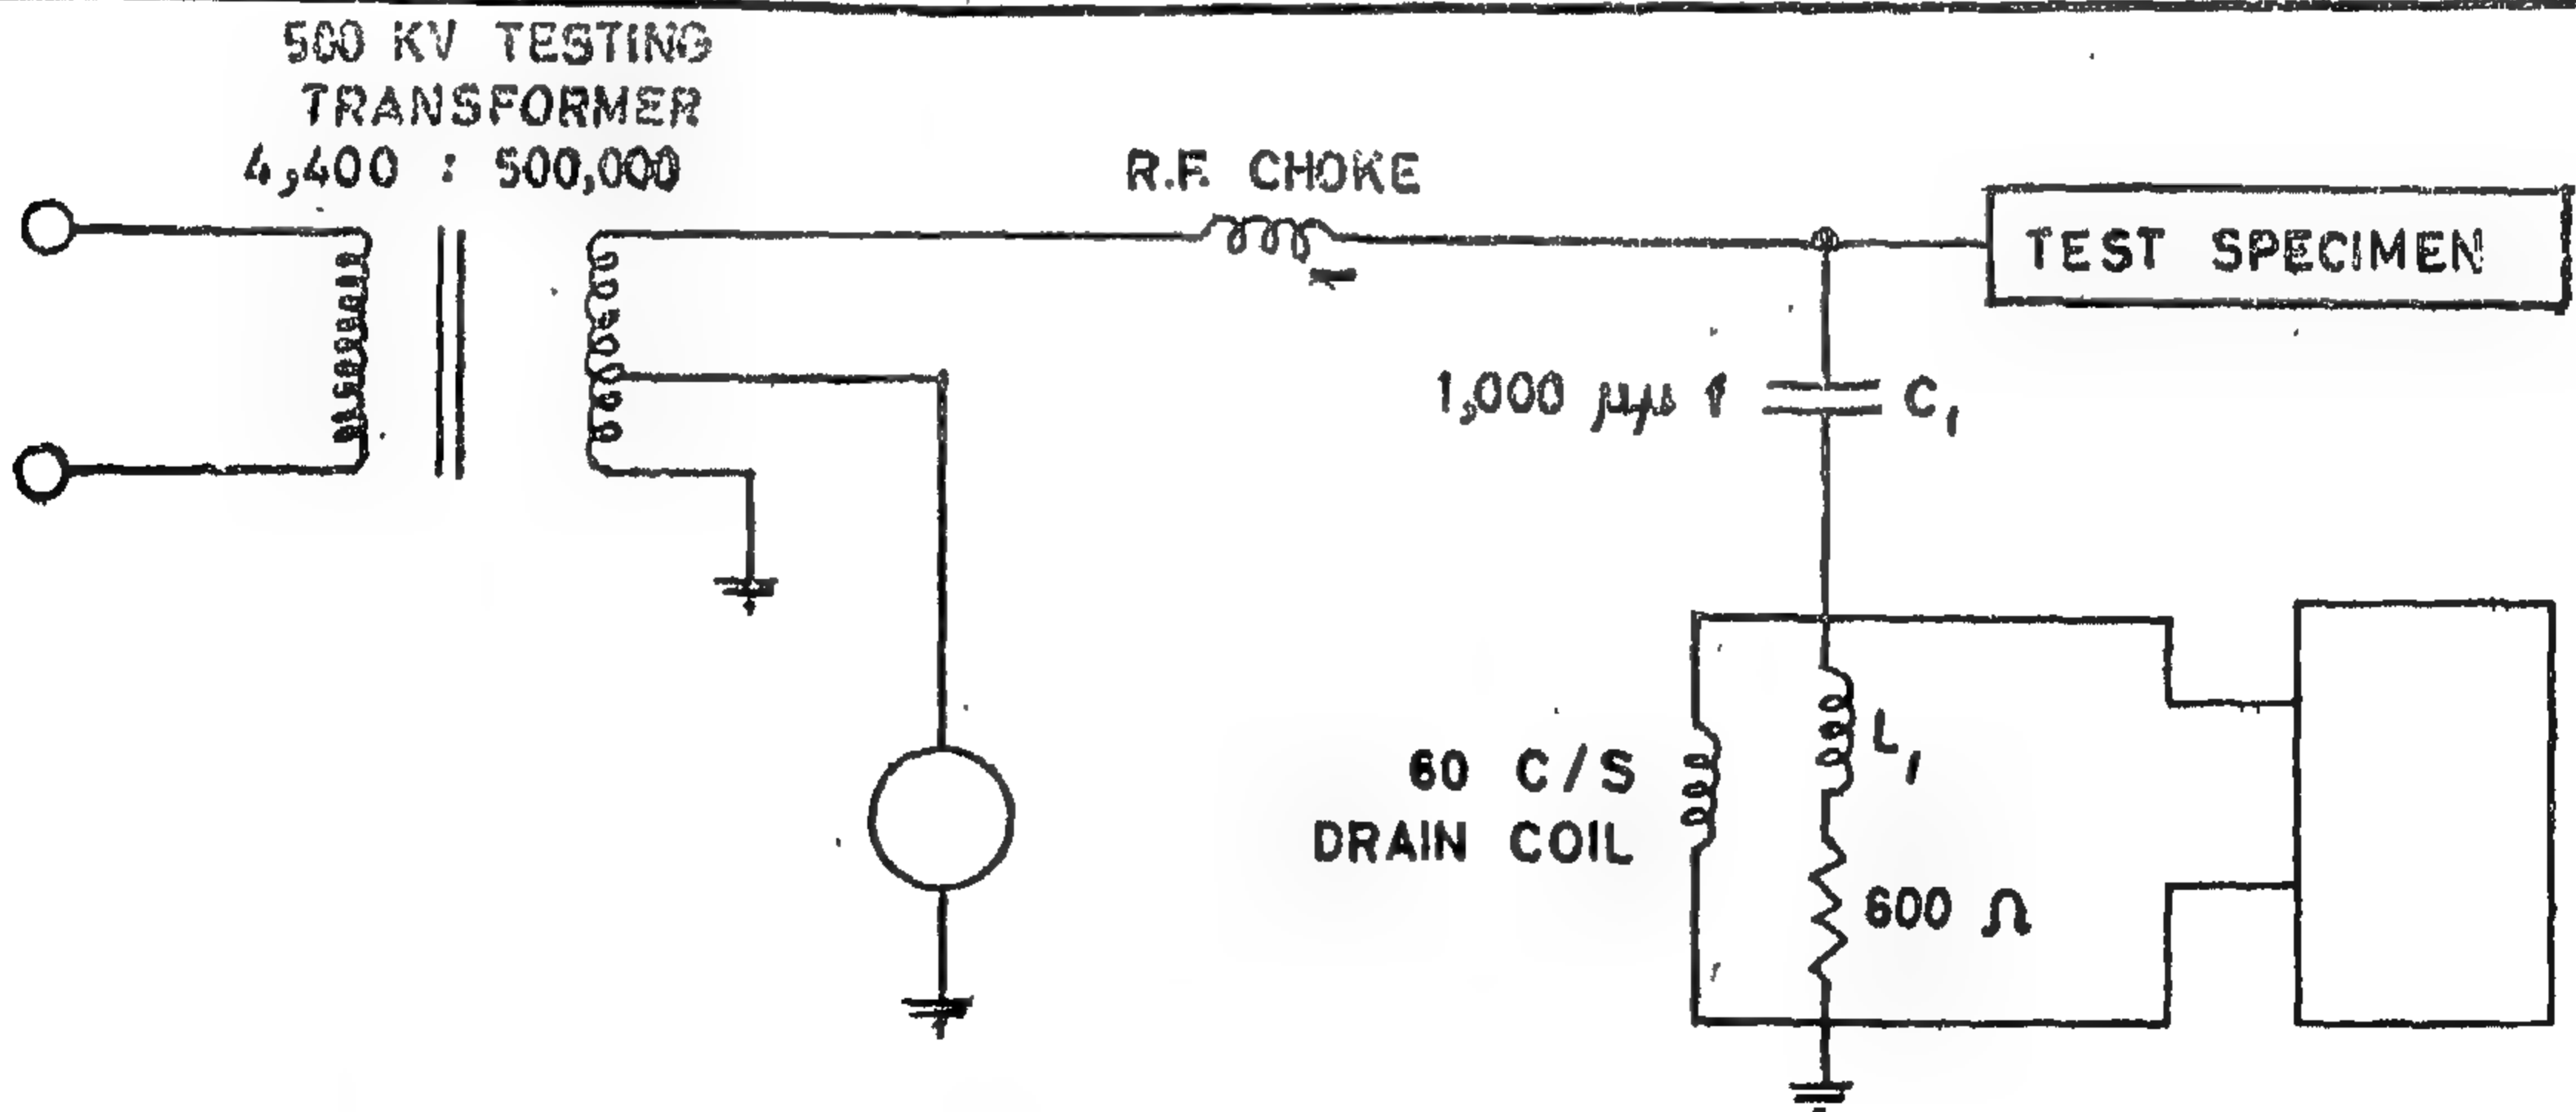 500 KV TESTING
TRANSFORMER
4,400 : 500,000
R.F. CHOKE
TEST SPECIMEN
1,000 μμ f
C1
L1
60 C/S
DRAIN COIL
600 Ω